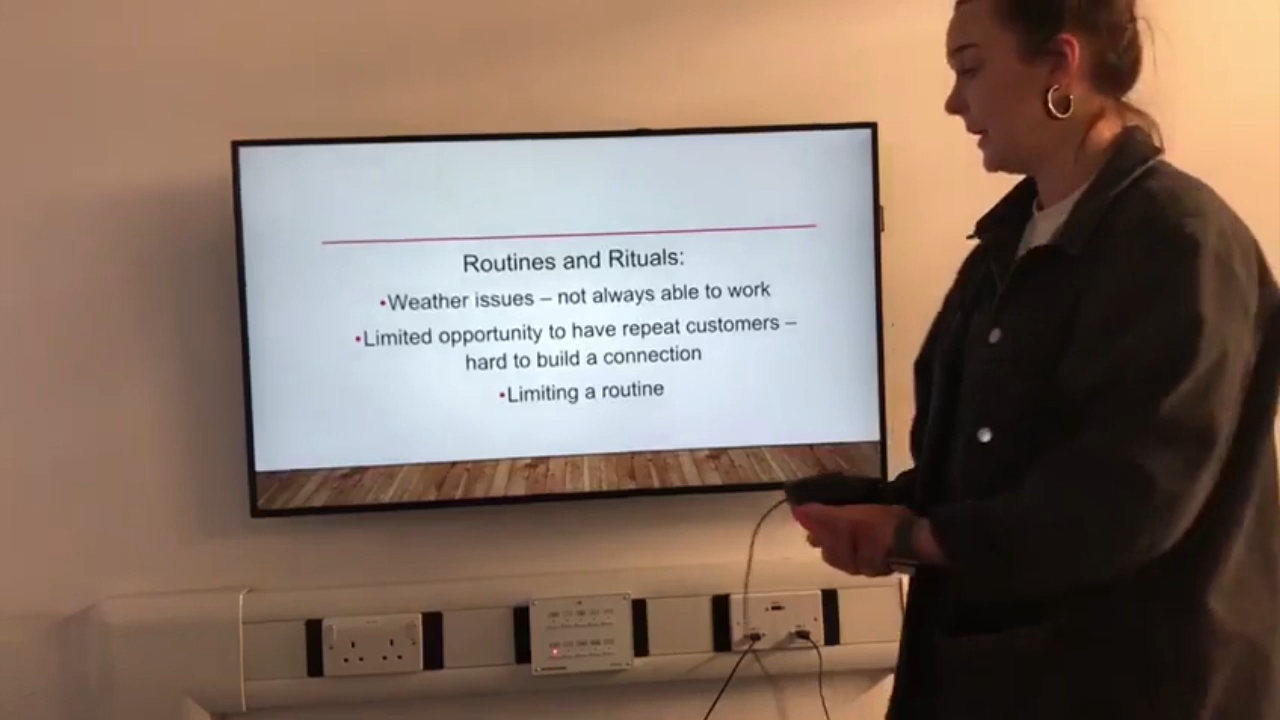 Routines and Rituals:
•Weather issues – not always able to work
•Limited opportunity to have repeat customers –
hard to build a connection
•Limiting a routine